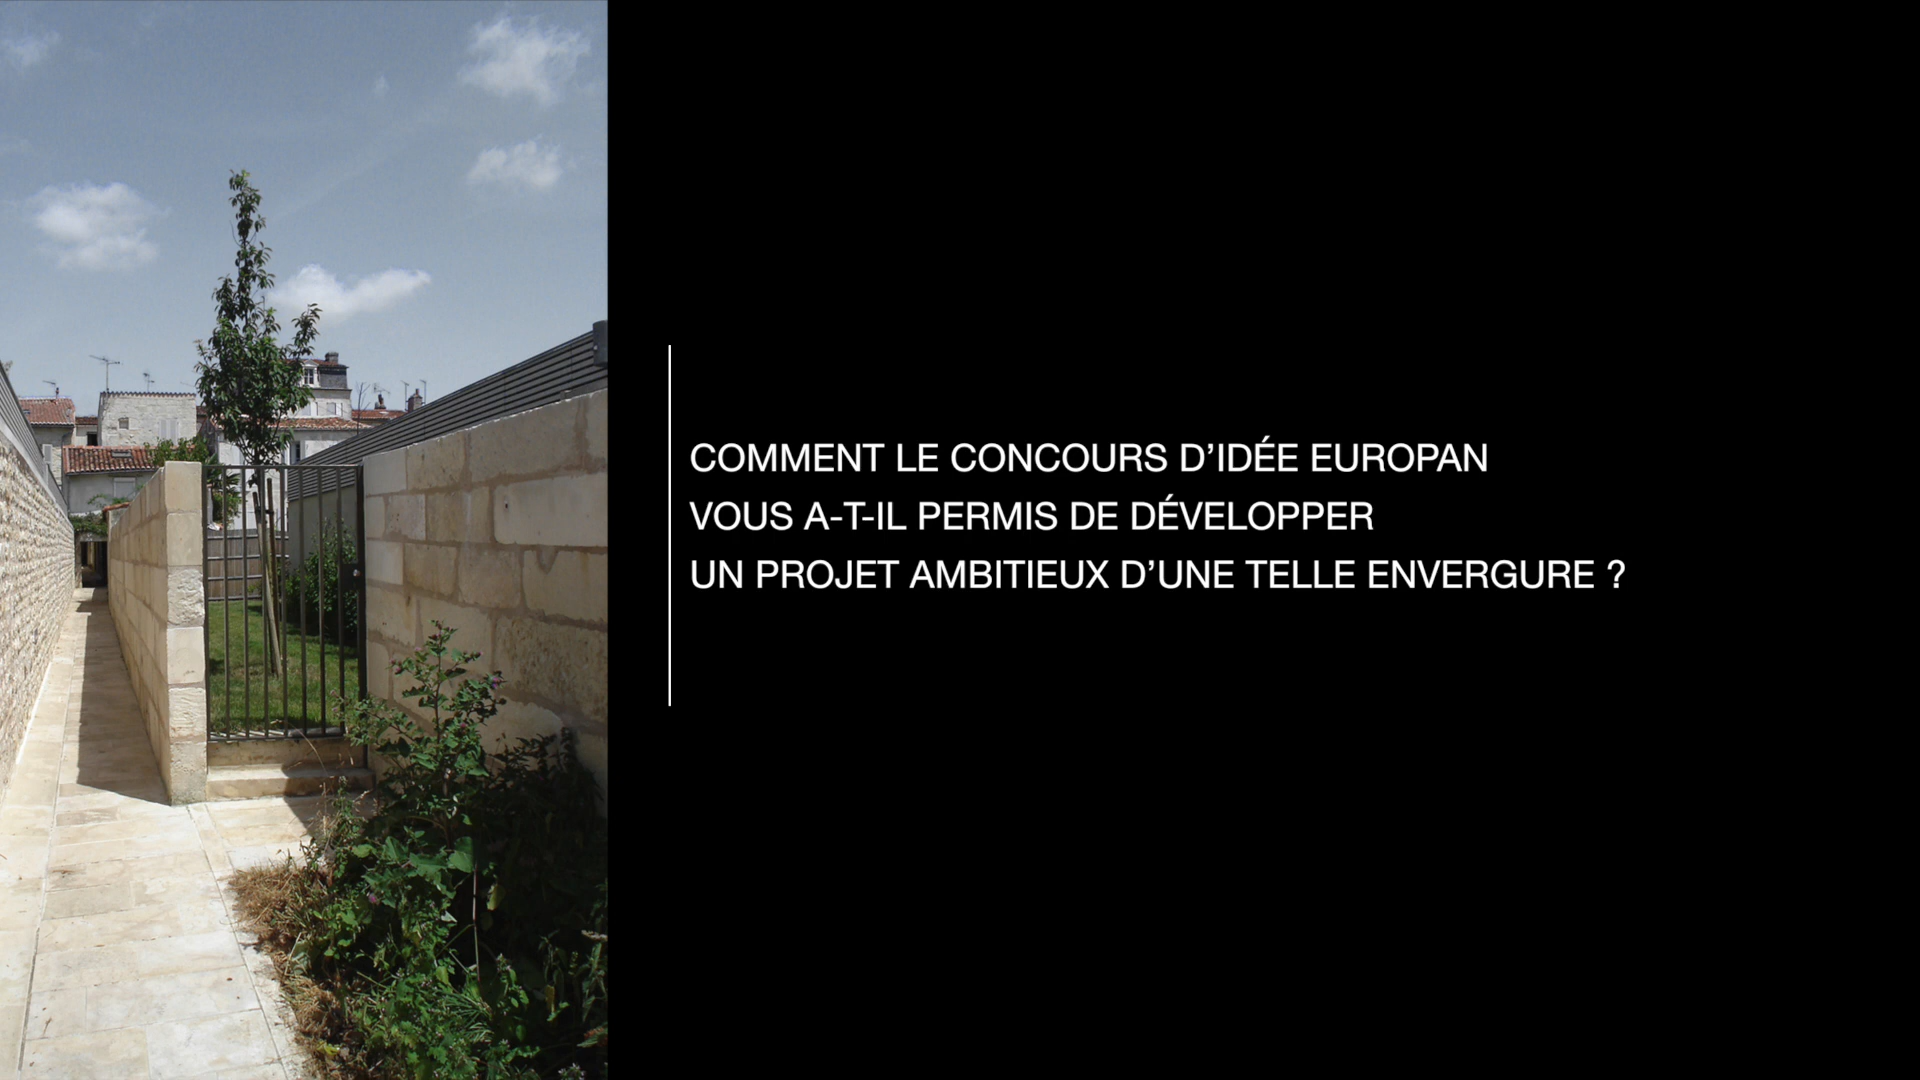 COMMENT LE CONCOURS D’IDÉE EUROPAN
VOUS A-T-IL PERMIS DE DÉVELOPPER
UN PROJET AMBITIEUX D’UNE TELLE ENVERGURE ?